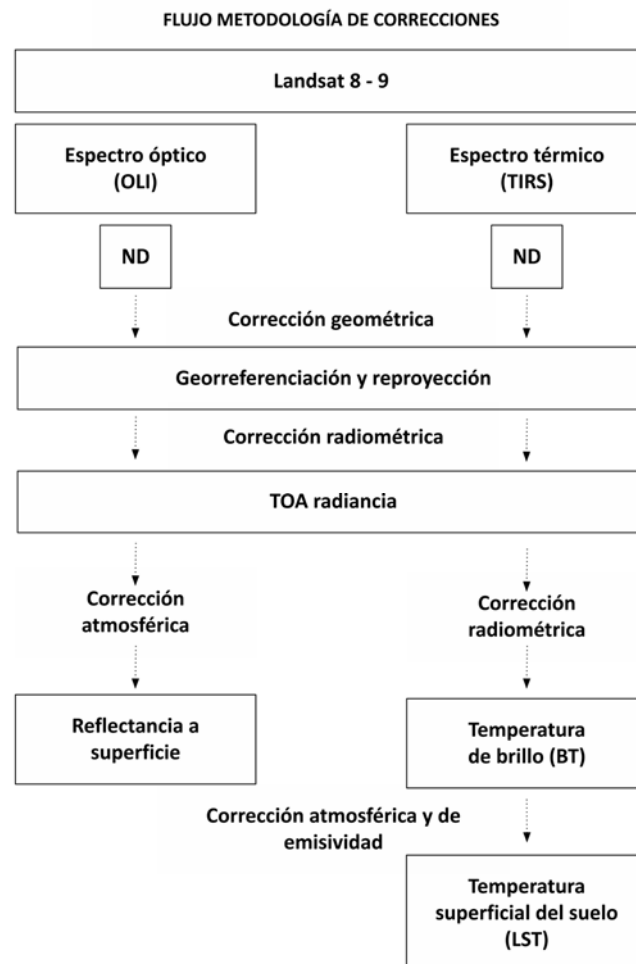 FLUJO METODOLOGÍA DE CORRECCIONES
Landsat 8 - 9
Espectro óptico
(OLI)
Espectro térmico
(TIRS)
ND
ND
Corrección geométrica
Georreferenciación y reproyección
Corrección radiométrica
TOA radiancia
Corrección
atmosférica
Corrección
radiométrica
Reflectancia a
superficie
Temperatura
de brillo (BT)
Corrección atmosférica y de
emisividad
Temperatura
superficial del suelo
(LST)